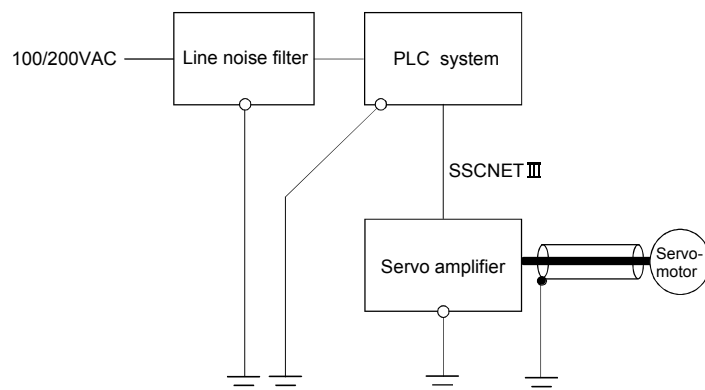 100/200VAC
Line noise filter
PLC system
SSCNETⅢ
Servo amplifier
Servo-
motor